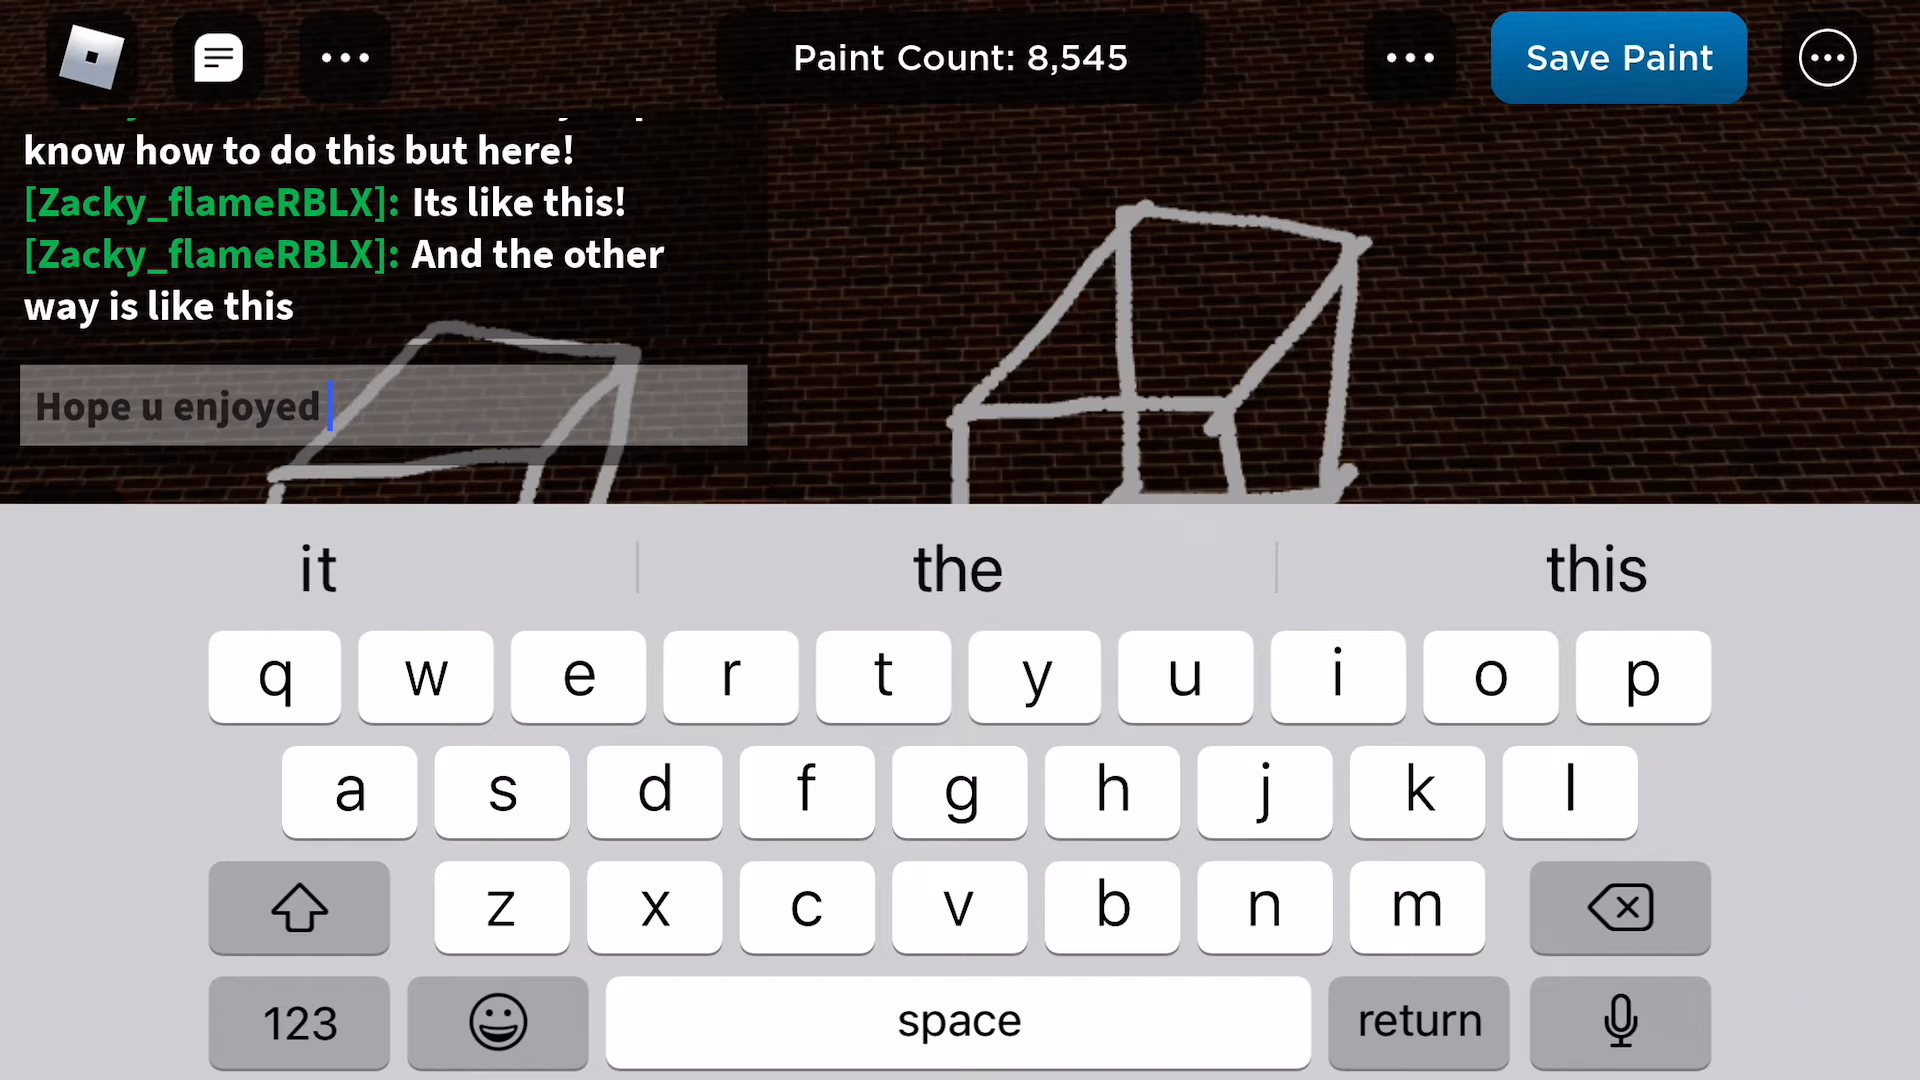 Paint Count: 8,545
Save Paint
know how to do this but here!
[Zacky_flameRBLX]: Its like this!
[Zacky_flameRBLX]: And the other
way is like this
Hope u enjoyed
it the this
q w e r t y u i o p
a s d f g h j k l
z x c v b n m
123 space return